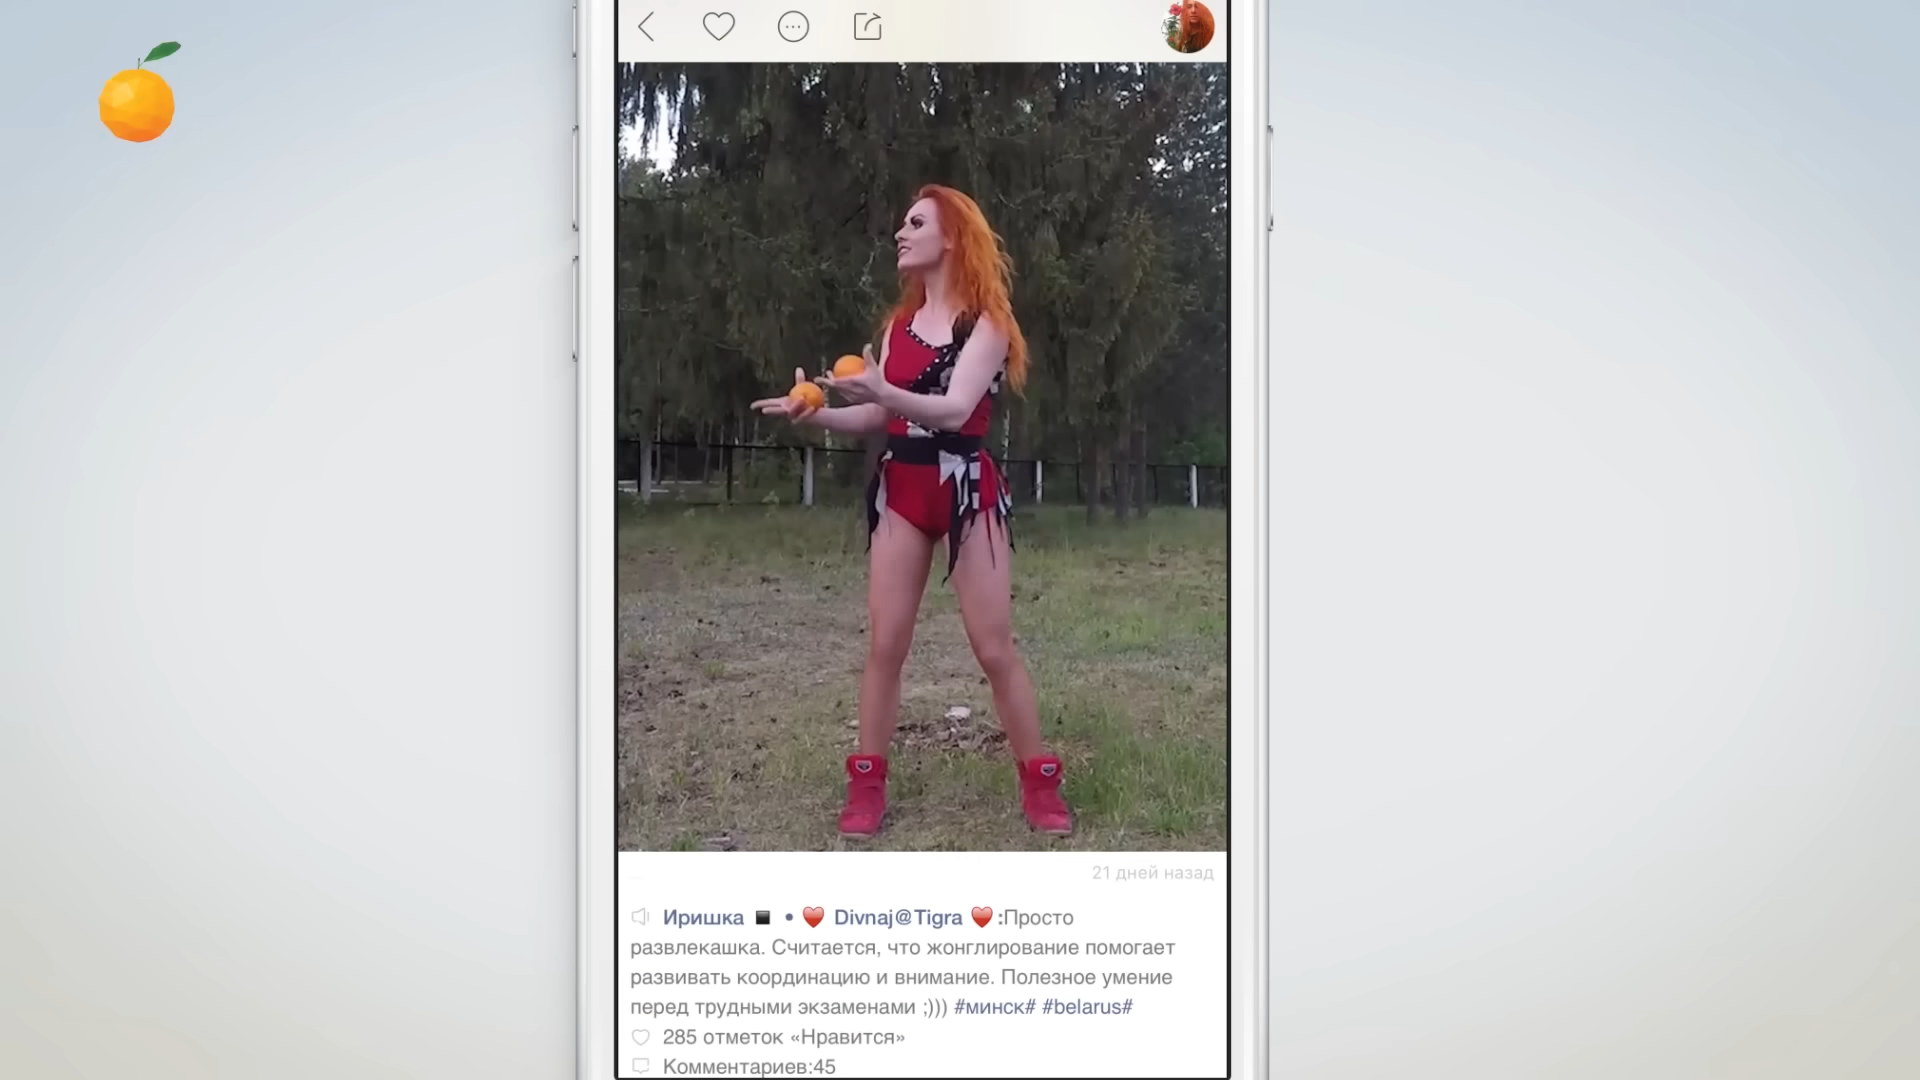 21 дней назад
Иришка ◾ • ❤️ Divnaj@Tigra ❤️ :Просто
развлекашка. Считается, что жонглирование помогает
развивать координацию и внимание. Полезное умение
перед трудными экзаменами ;))) #минск# #belarus#
285 отметок «Нравится»
Комментариев:45